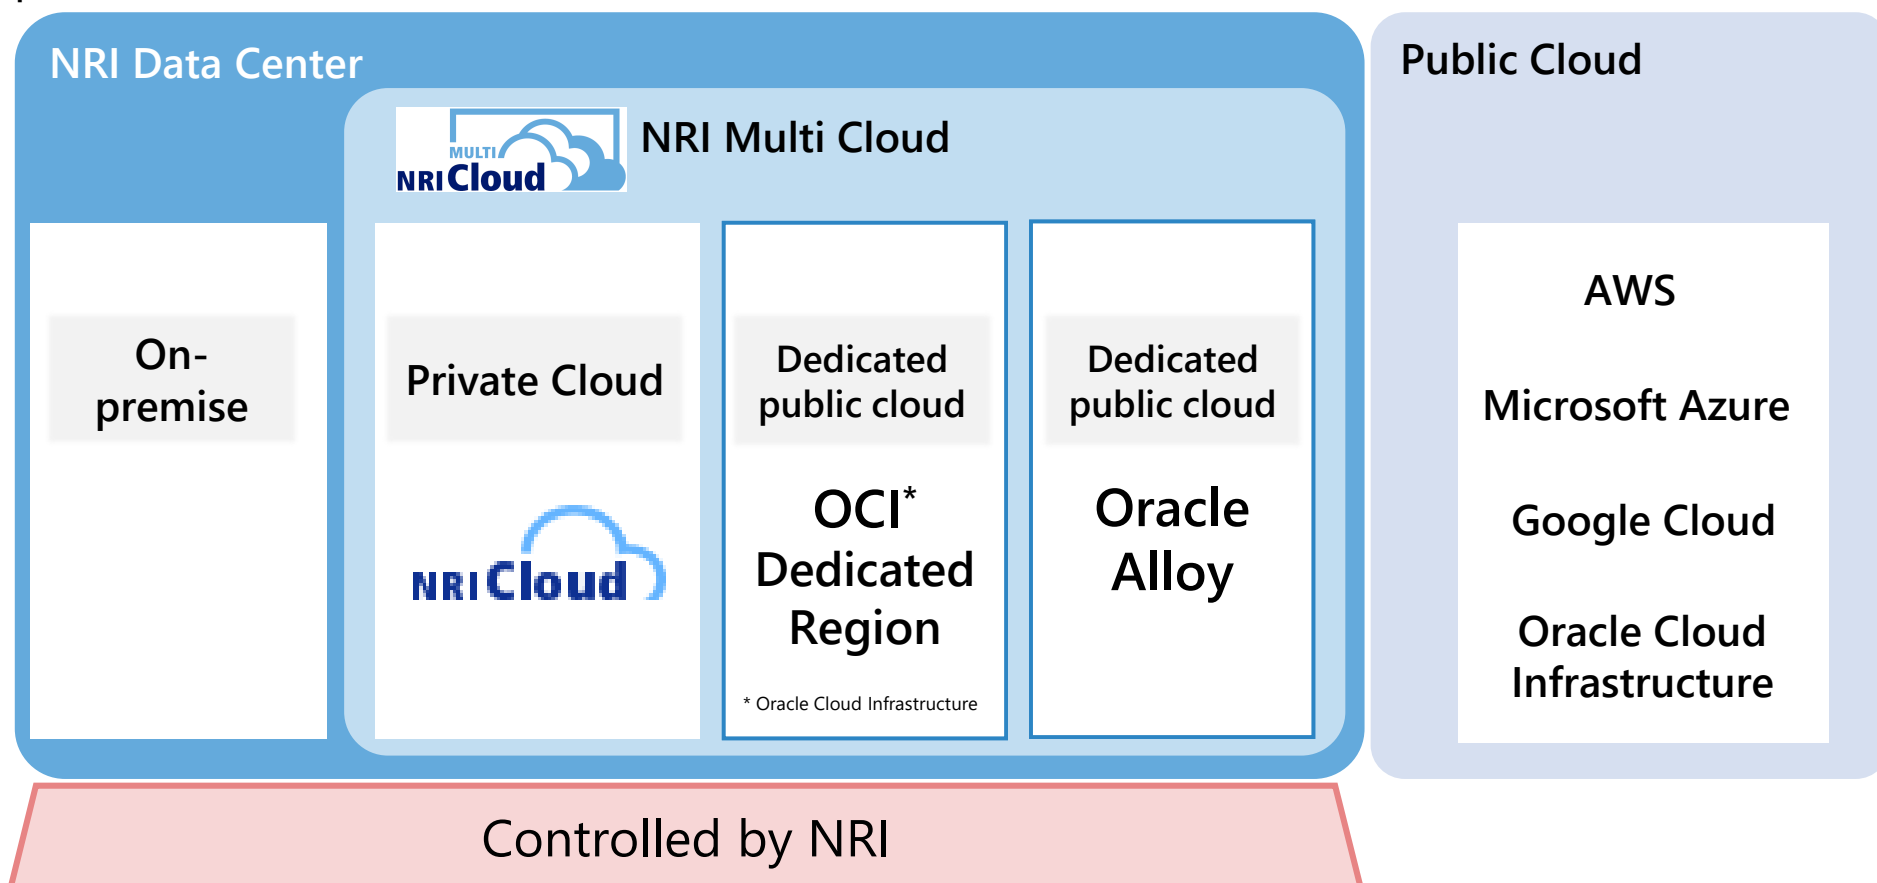 NRI Data Center
Public Cloud
MULTI
NRI Cloud
NRI Multi Cloud
On-
premise
Private Cloud
NRI Cloud
Dedicated
public cloud
OCI*
Dedicated
Region
* Oracle Cloud Infrastructure
Dedicated
public cloud
Oracle
Alloy
AWS
Microsoft Azure
Google Cloud
Oracle Cloud
Infrastructure
Controlled by NRI